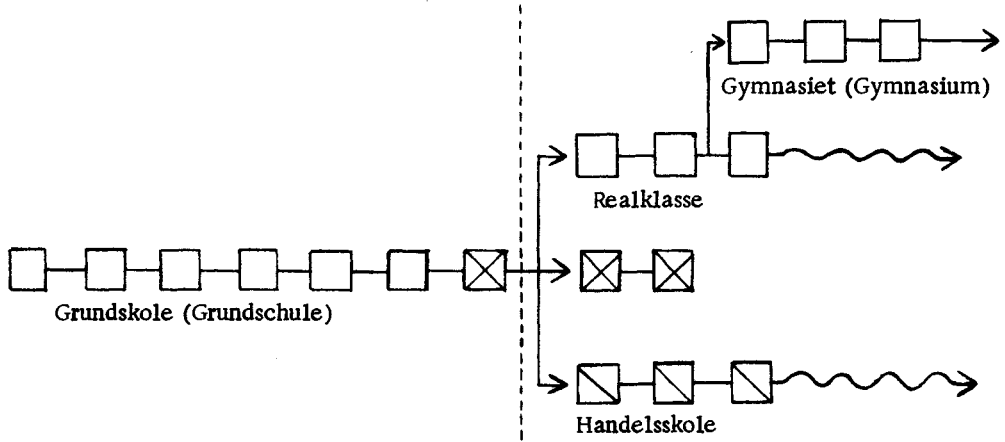 Gymnasiet (Gymnasium)
Realklasse
Grundskole (Grundschule)
Handelsskole